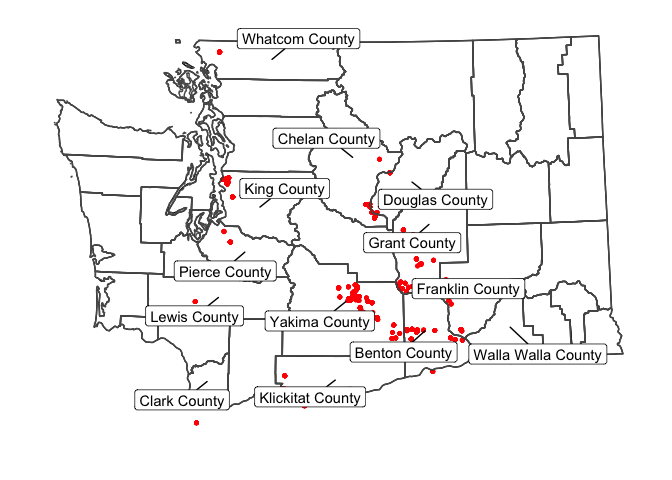 Whatcom County
Chelan County
King County
Douglas County
Grant County
Pierce County
Franklin County
Lewis County
Yakima County
Benton County
Walla Walla County
Clark County
Klickitat County